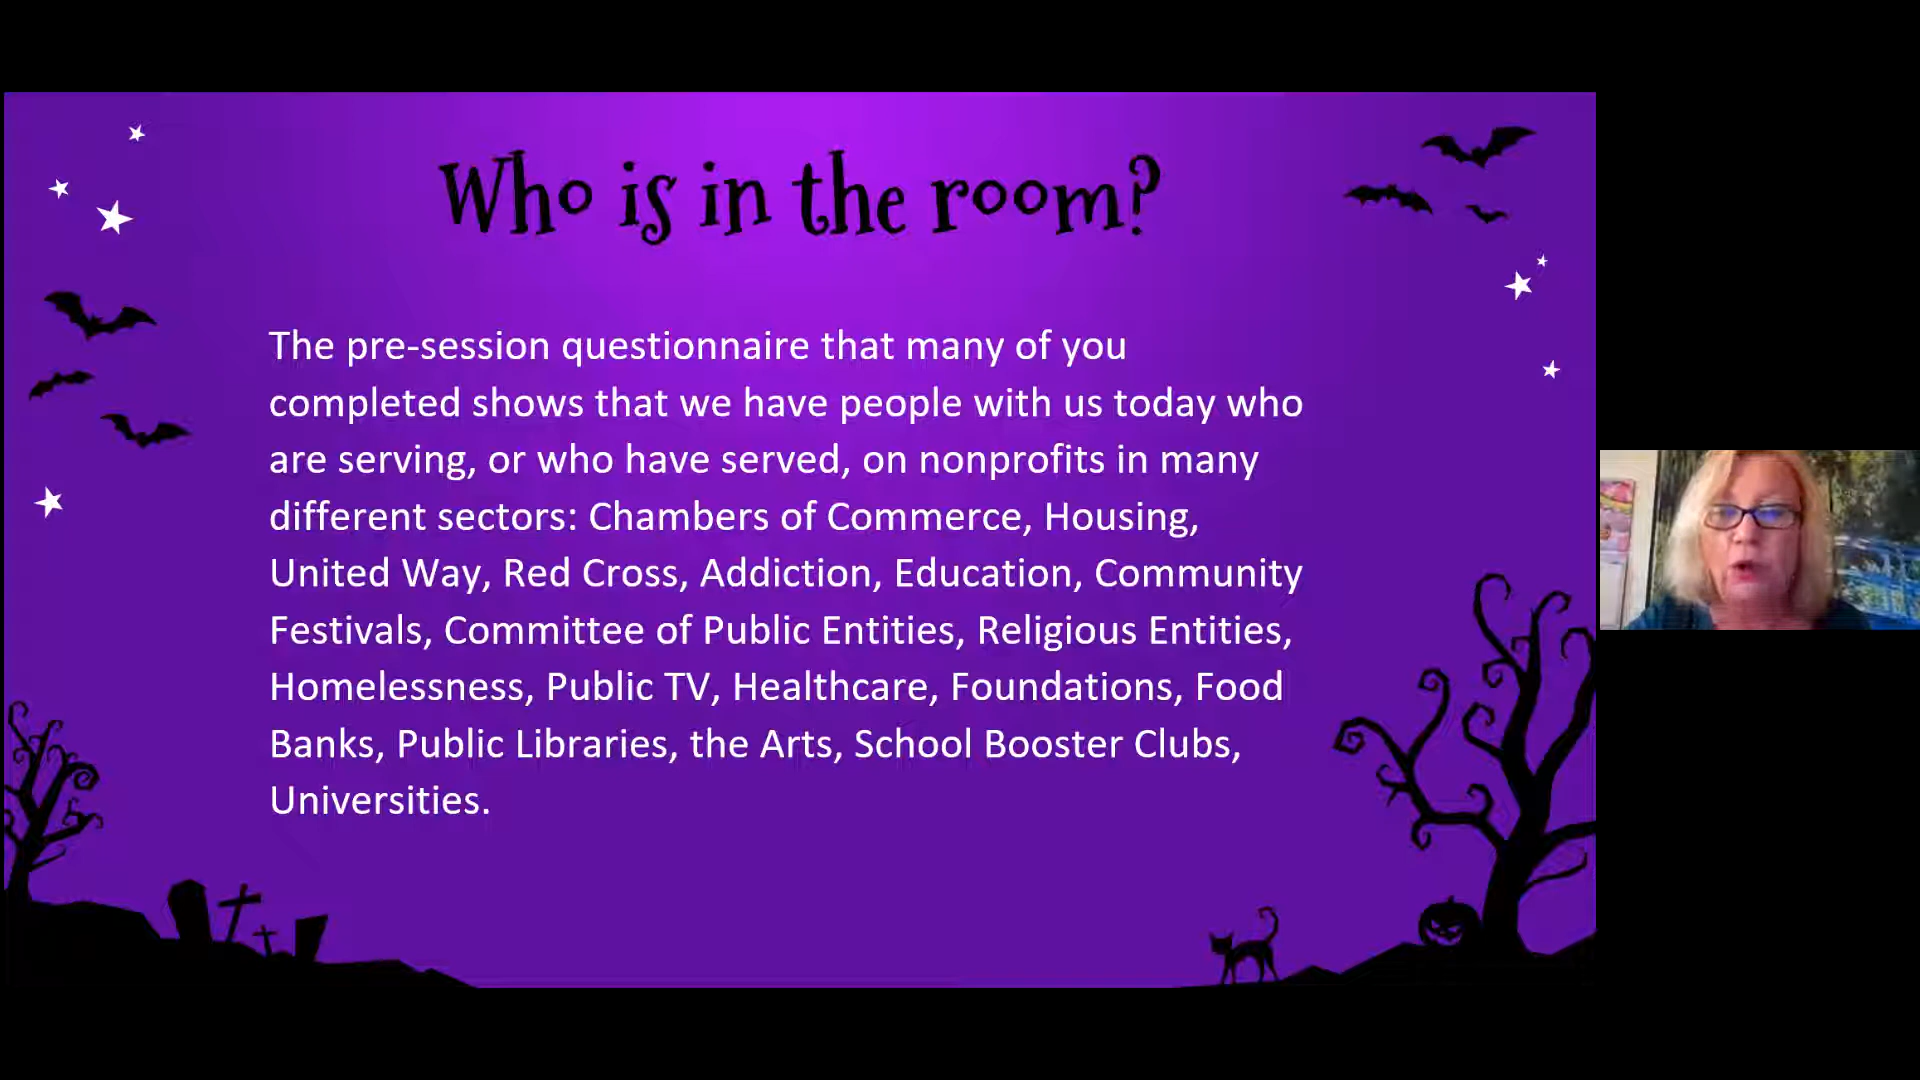 Who is in the room?
The pre-session questionnaire that many of you
completed shows that we have people with us today who
are serving, or who have served, on nonprofits in many
different sectors: Chambers of Commerce, Housing,
United Way, Red Cross, Addiction, Education, Community
Festivals, Committee of Public Entities, Religious Entities,
Homelessness, Public TV, Healthcare, Foundations, Food
Banks, Public Libraries, the Arts, School Booster Clubs,
Universities.